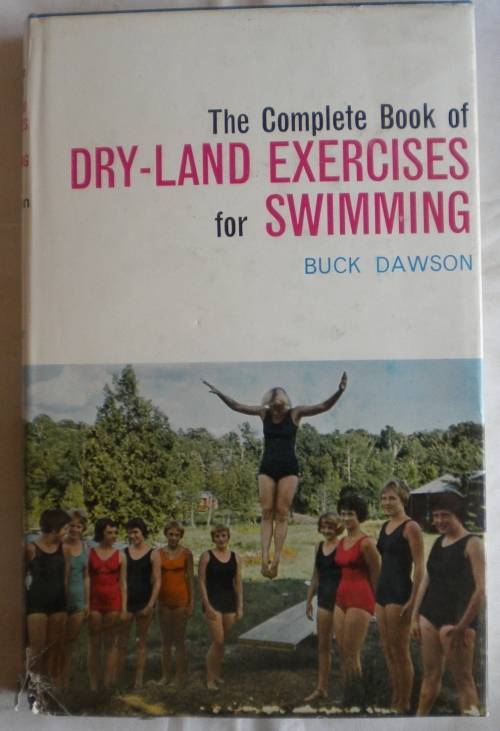 The Complete Book of
DRY-LAND EXERCISES
for SWIMMING
BUCK DAWSON